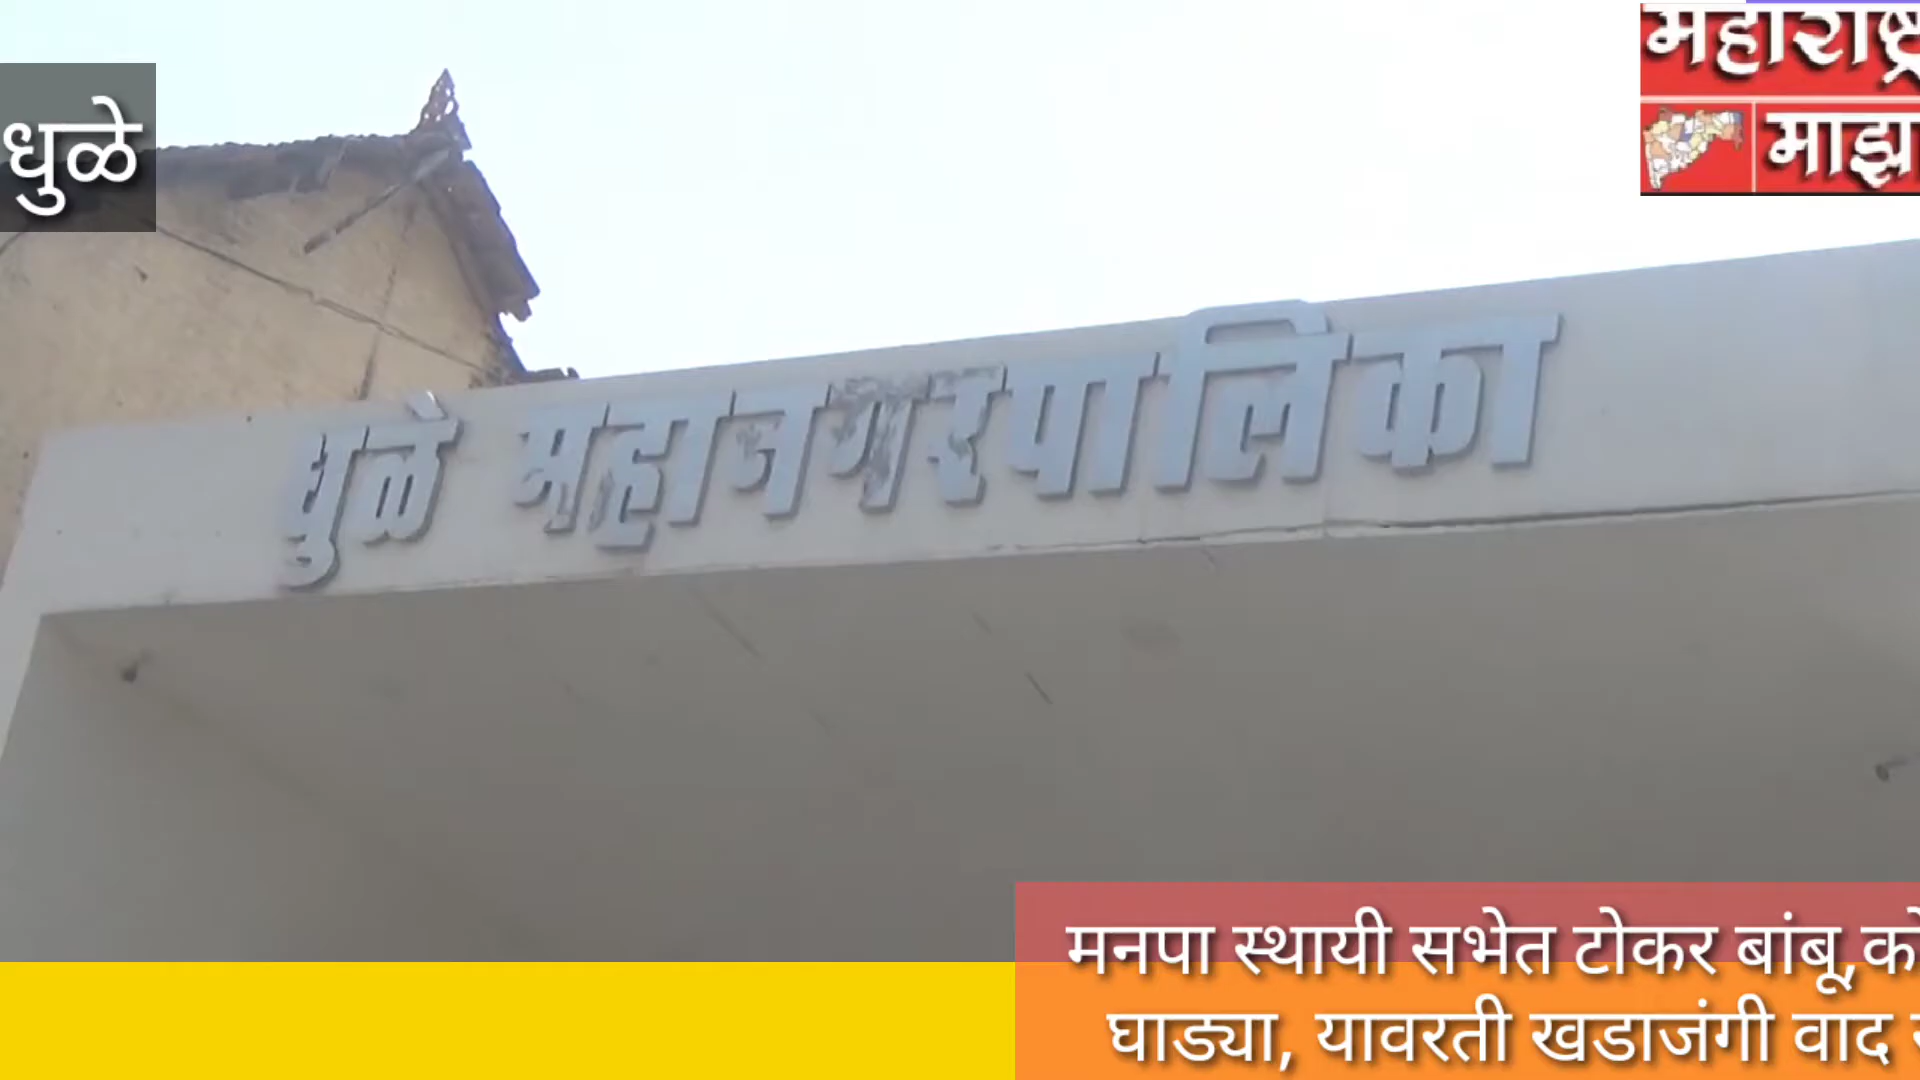 धुळे
महाराष्ट्र
माझा
धुळे महानगरपालिका
मनपा स्थायी सभेत टोकर बांबू,
घाड्या, यावरती खडाजंगी वाद